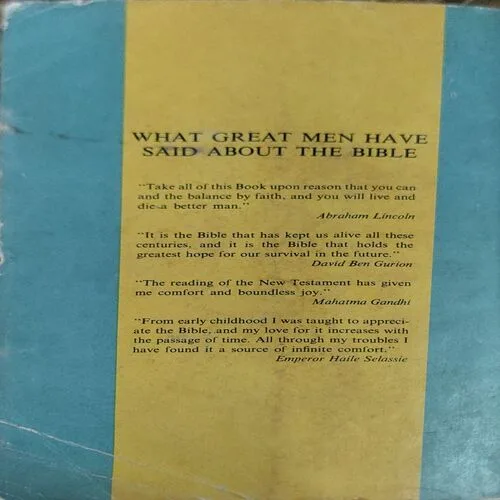 WHAT GREAT MEN HAVE
SAID ABOUT THE BIBLE
"Take all of this Book upon reason that you can
and the balance by faith, and you will live and
die a better man."
Abraham Lincoln
"It is the Bible that has kept us alive all these
centuries, and it is the Bible that holds the
greatest hope for our survival in the future."
David Ben Gurion
"The reading of the New Testament has given
me comfort and boundless joy."
Mahatma Gandhi
"From early childhood I was taught to appreci-
ate the Bible, and my love for it increases with
the passage of time. All through my troubles I
have found it a source of infinite comfort."
Emperor Haile Selassie